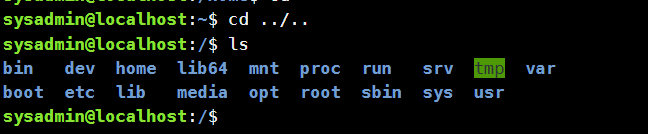 sysadmin@localhost:~$ cd ../..
sysadmin@localhost:/$ ls
bin dev home lib64 mnt proc run srv tmp var
boot etc lib media opt root sbin sys usr
sysadmin@localhost:/$